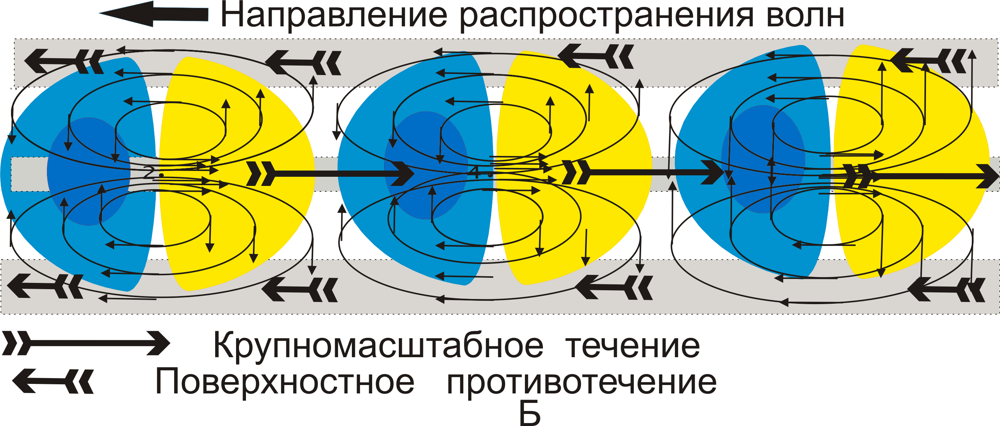 Направление распространения волн
2.
4.
Крупномасштабное течение
Поверхностное противотечение
Б